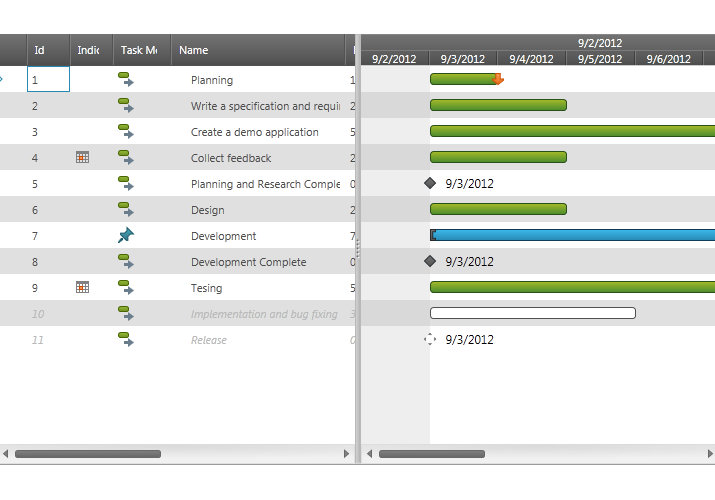 Id Indic Task Mo Name
9/2/2012
9/2/2012 9/3/2012 9/4/2012 9/5/2012 9/6/2012
1 Planning 1
2 Write a specification and requi 2
3 Create a demo application 5
4 Collect feedback 2
5 Planning and Research Comple 0 9/3/2012
6 Design 2
7 Development 7
8 Development Complete 0 9/3/2012
9 Tesing 5
10 Implementation and bug fixing 3
11 Release 0 9/3/2012